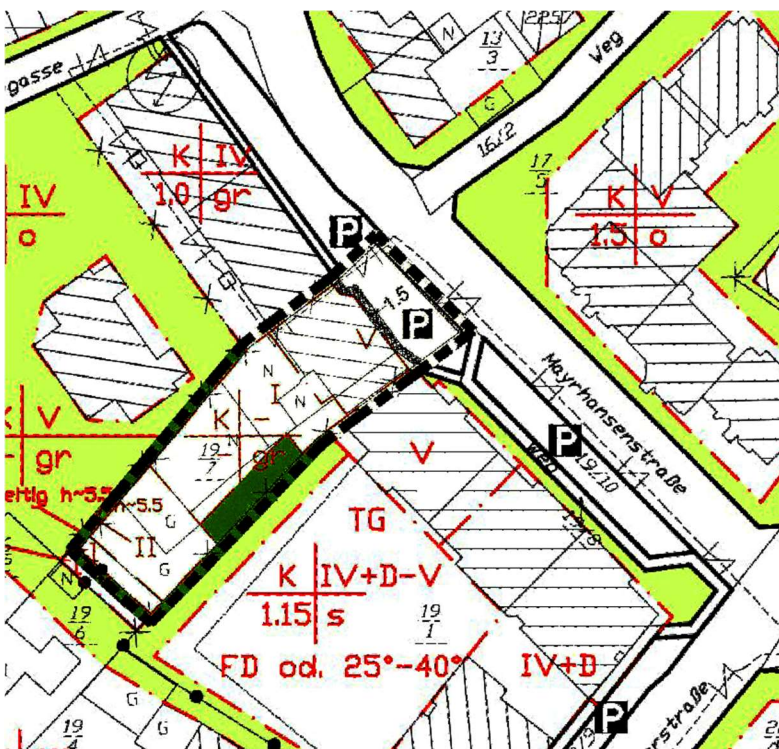 gasse
N
13
3
225
G
Weg
16/2
17
5
K IV
1.0 gr
IV
o
K V
1.5 o
P
1.5
P
V
N
I
N
K -
gr
N
19
7
V
gr
h~5.5
II
G
G
N
19
6
Mayrhansenstraße
P
19/10
V
TG
K IV+D-V
1.15 s
19
1
FD od. 25°-40°
IV+D
P
G
G
19
4